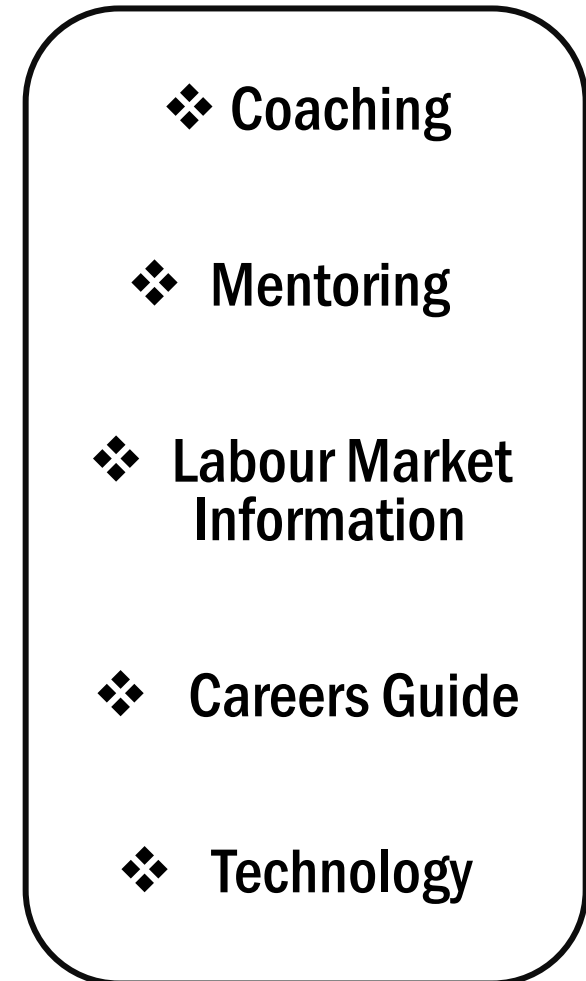 ❖ Coaching
❖ Mentoring
❖ Labour Market
Information
❖ Careers Guide
❖ Technology